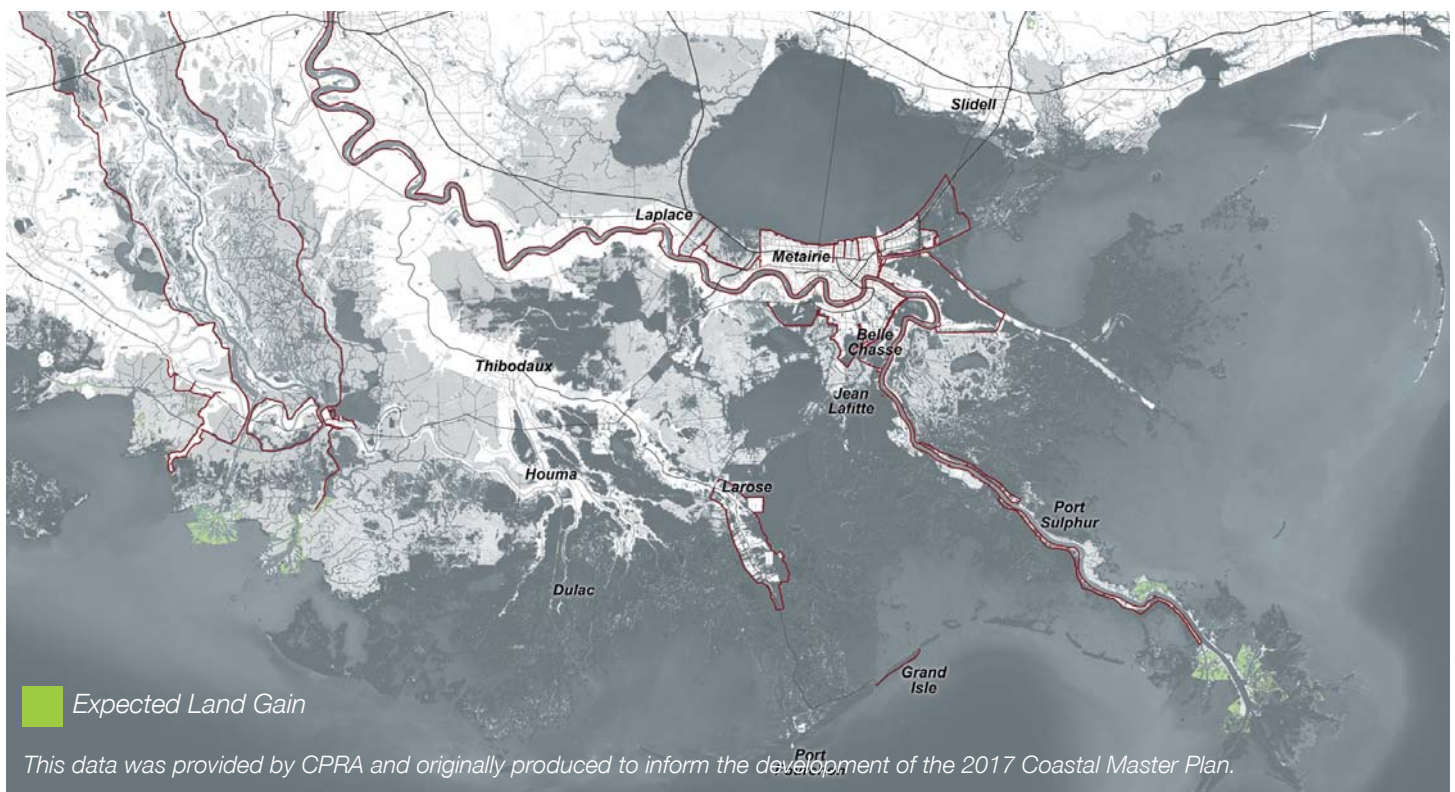 Slidell
Laplace
Metairie
Belle
Chasse
Thibodaux
Jean
Lafitte
Houma
Larose
Port
Sulphur
Dulac
Grand
Isle
Expected Land Gain
Port
This data was provided by CPRA and originally produced to inform the development of the 2017 Coastal Master Plan.